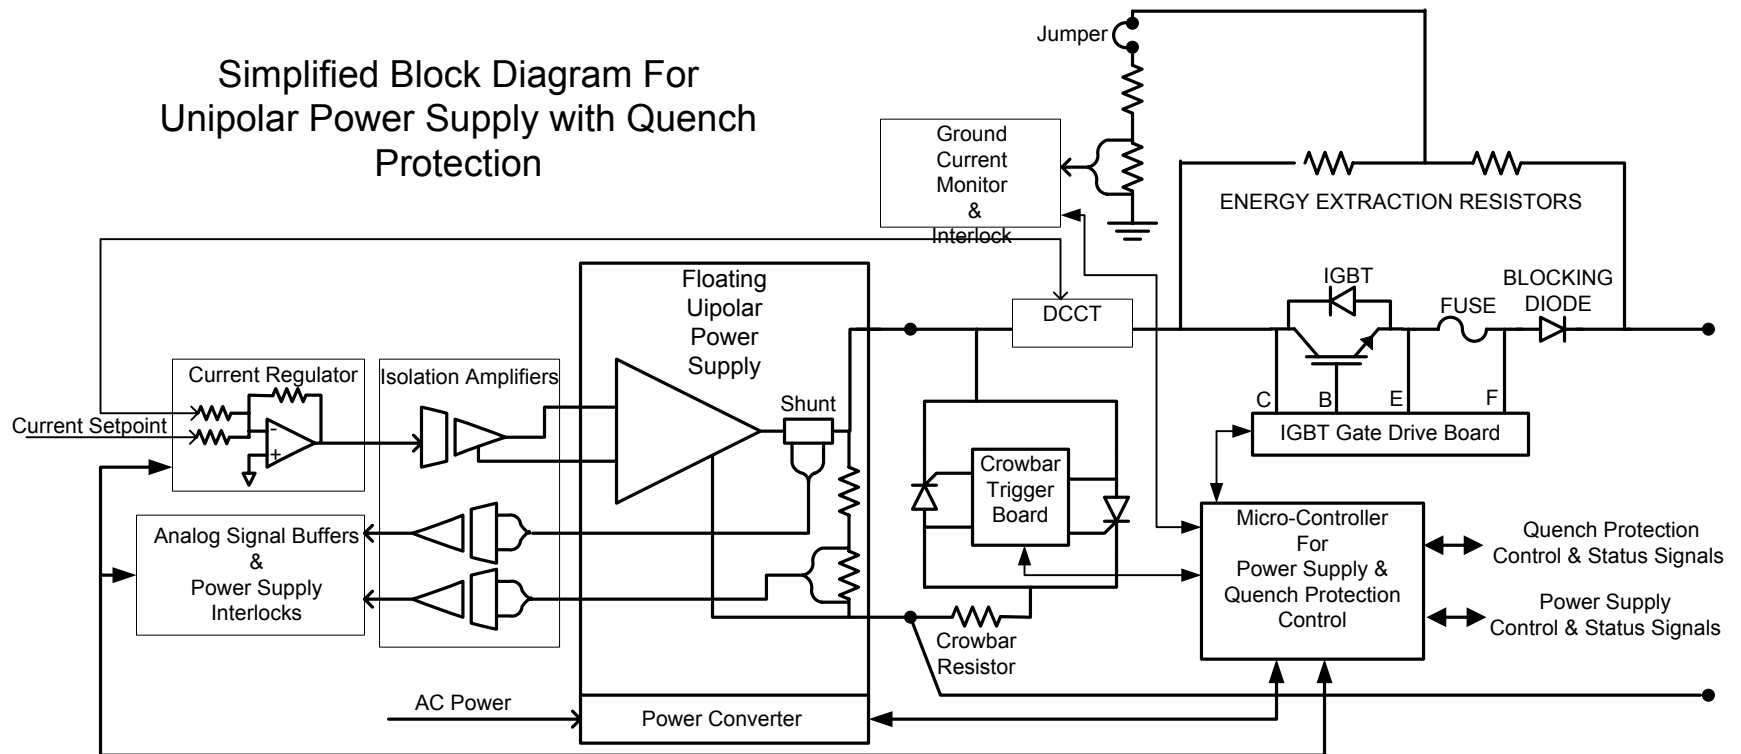 Simplified Block Diagram For
Unipolar Power Supply with Quench
Protection
Jumper
Ground
Current
Monitor
&
Interlock
ENERGY EXTRACTION RESISTORS
Floating
Uipolar
Power
Supply
DCCT
IGBT
FUSE
BLOCKING
DIODE
Current Regulator
Isolation Amplifiers
Shunt
Current Setpoint
-
+
C
B
E
F
IGBT Gate Drive Board
Crowbar
Trigger
Board
Analog Signal Buffers
&
Power Supply
Interlocks
Micro-Controller
For
Power Supply &
Quench Protection
Control
Quench Protection
Control & Status Signals
Power Supply
Control & Status Signals
Crowbar
Resistor
AC Power
Power Converter